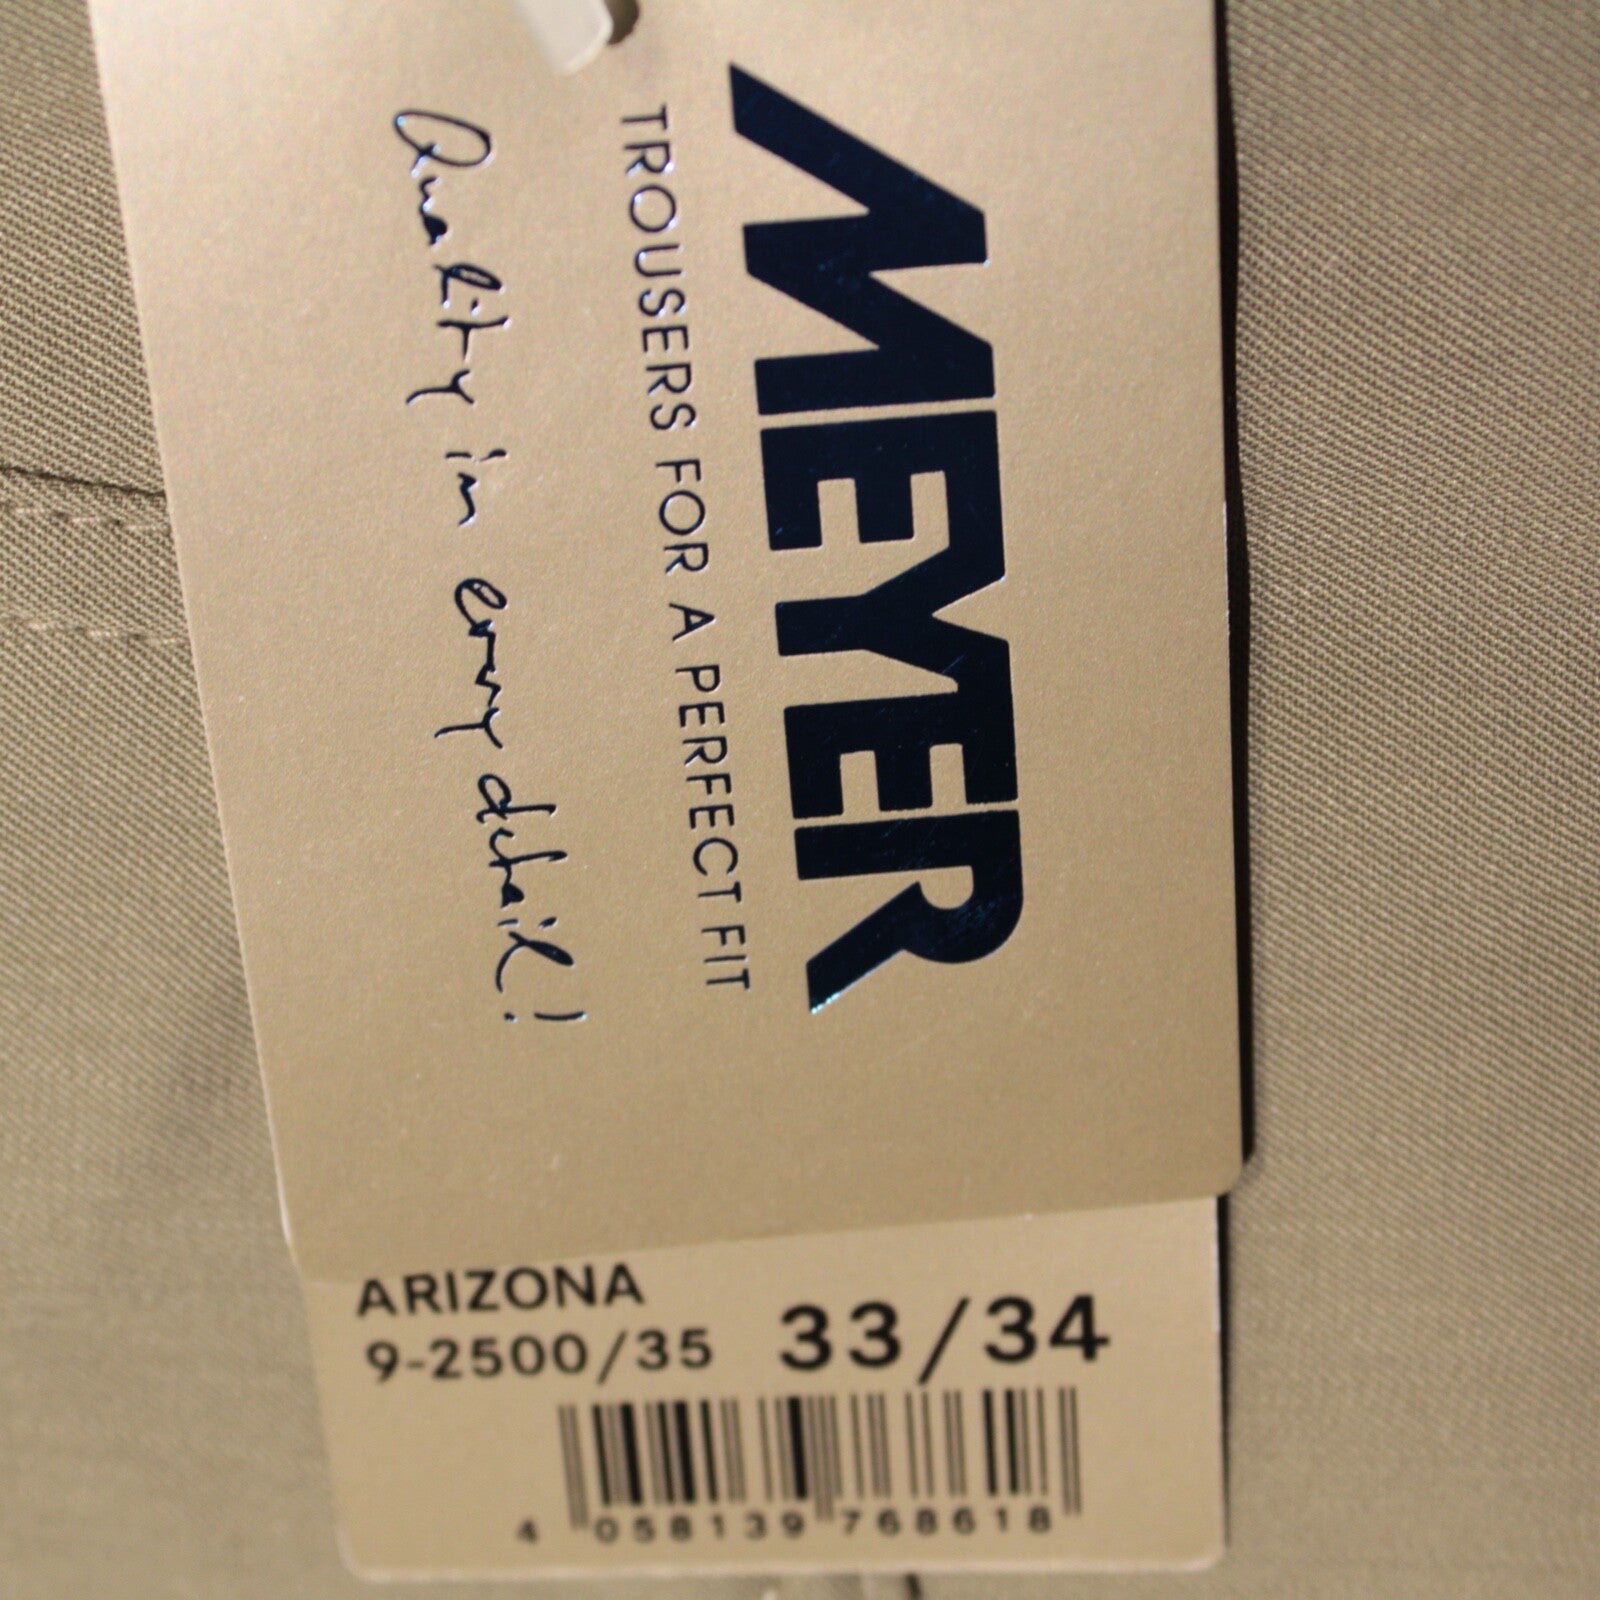 MEYER
TROUSERS FOR A PERFECT FIT
Quality in every detail!
ARIZONA
9-2500/35 33/34
4 058139 768618